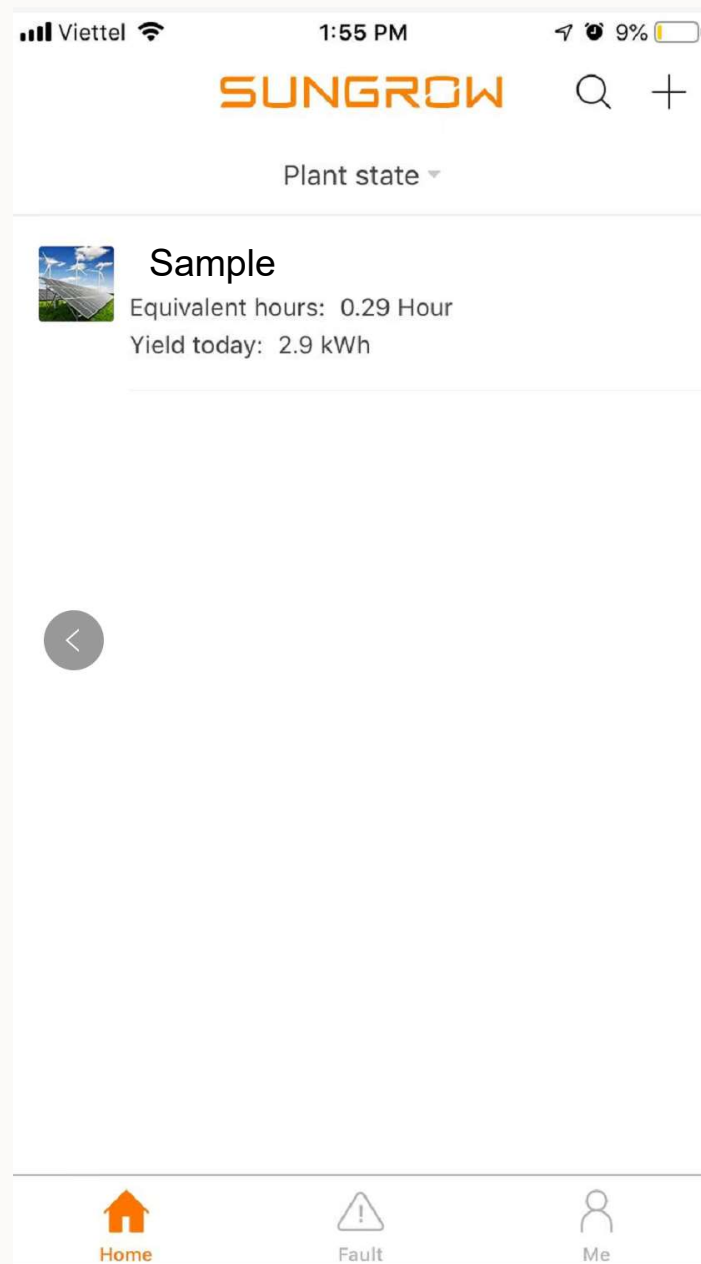 Viettel 1:55 PM 9%
SUNGROW
Plant state
Sample
Equivalent hours: 0.29 Hour
Yield today: 2.9 kWh
Home Fault Me